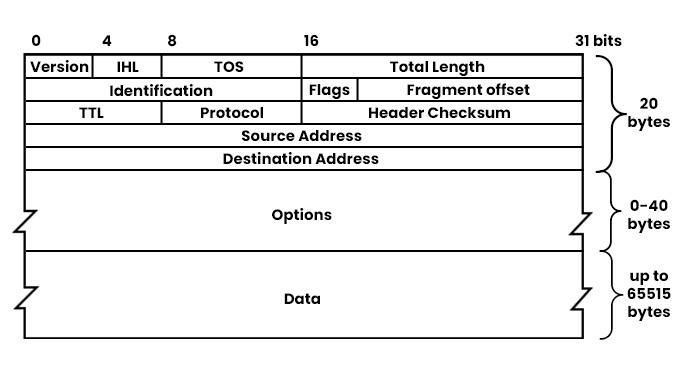 0 4 8 16 31 bits
Version IHL TOS Total Length
Identification Flags Fragment offset
TTL Protocol Header Checksum
Source Address
Destination Address
20
bytes
Options
0-40
bytes
Data
up to
65515
bytes